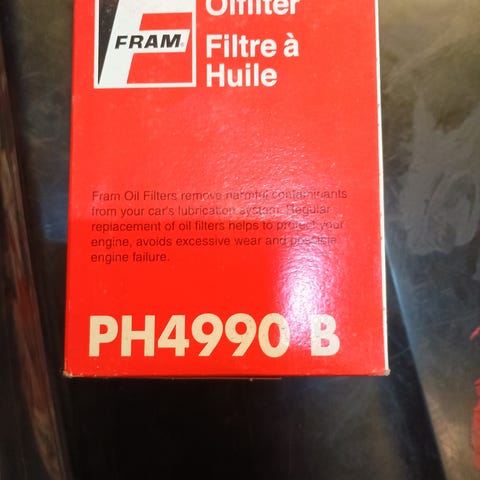 Oilfilter
FRAM
Filtre à
Huile
Fram Oil Filters remove harmful contaminants
from your car's lubrication system. Regular
replacement of oil filters helps to protect your
engine, avoids excessive wear and possible
engine failure.
PH4990 B